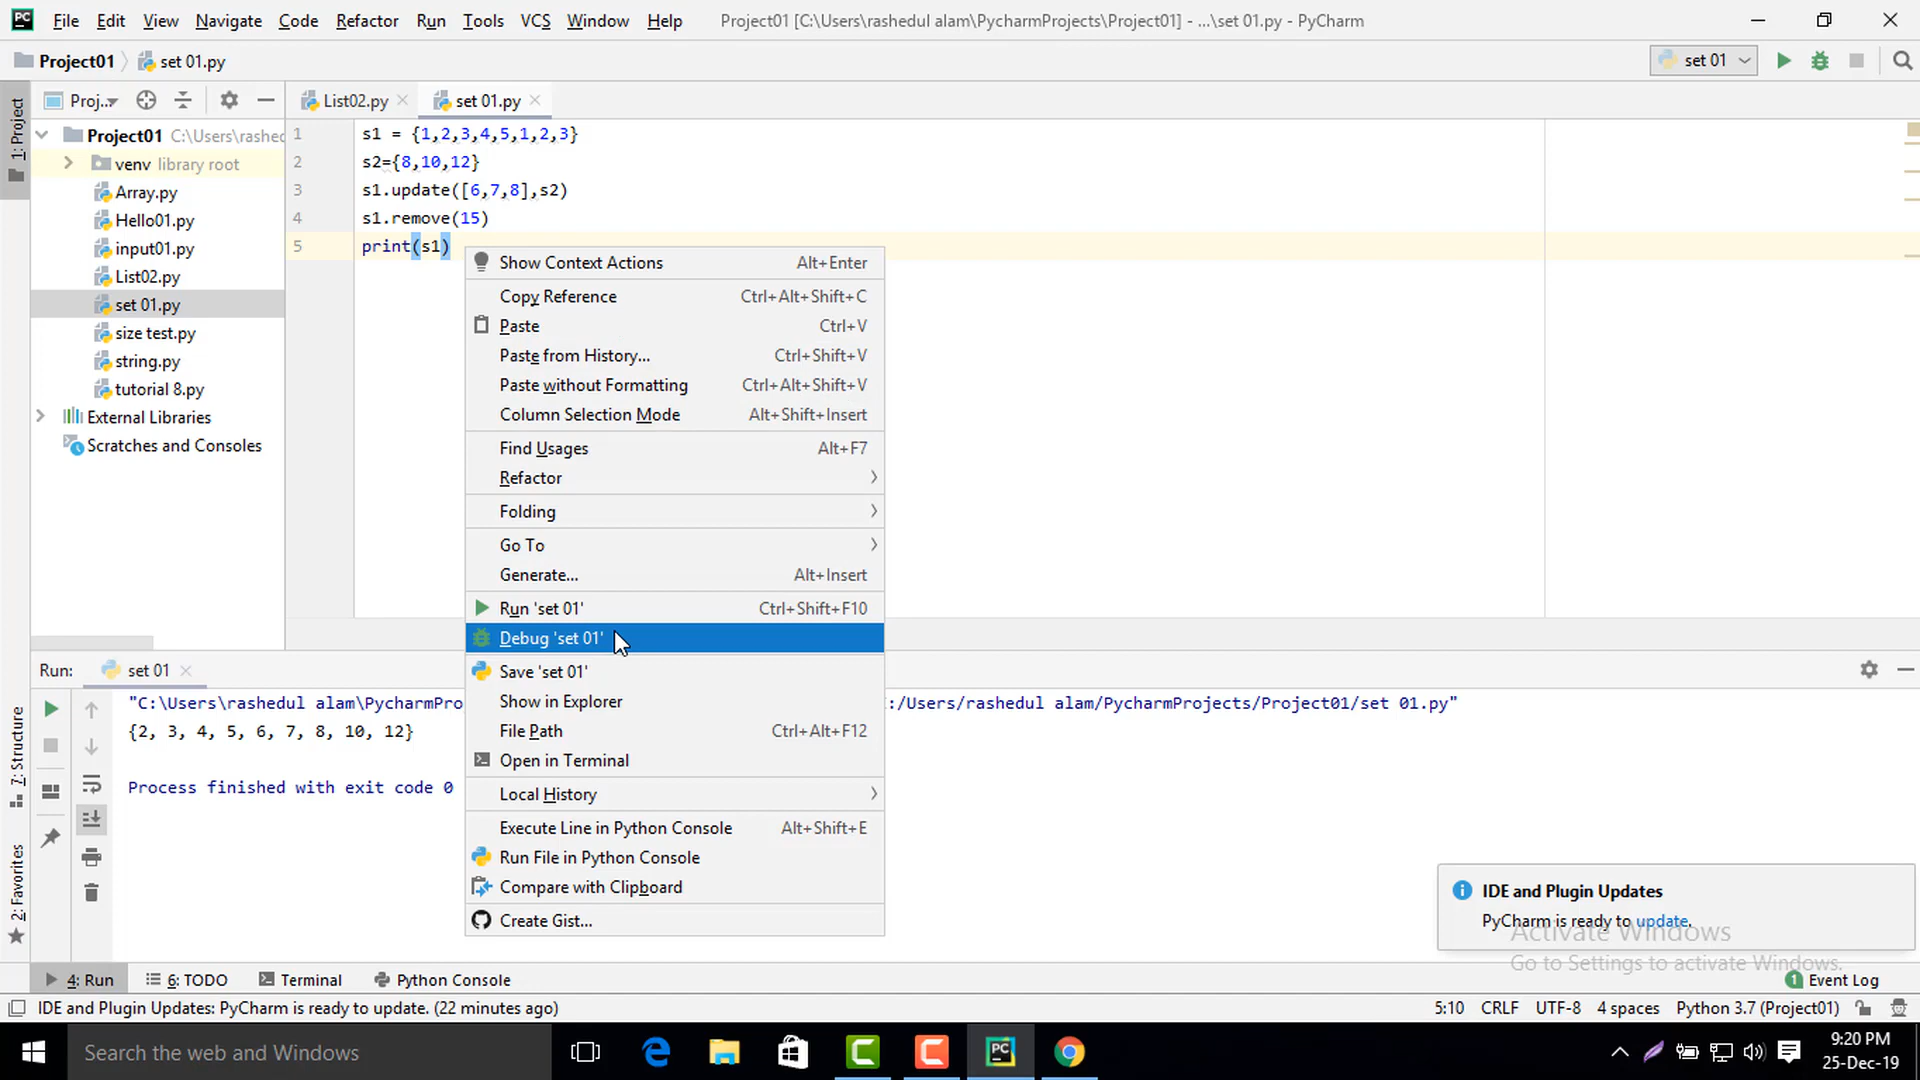 PC File Edit View Navigate Code Refactor Run Tools VCS Window Help Project01 [C:\Users\rashedul alam\PycharmProjects\Project01] - ...\set 01.py - PyCharm
Project01 set 01.py set 01
1: Project
Proj.. List02.py set 01.py
Project01 C:\Users\rashed
venv library root
Array.py
Hello01.py
input01.py
List02.py
set 01.py
size test.py
string.py
tutorial 8.py
External Libraries
Scratches and Consoles
1 s1 = {1,2,3,4,5,1,2,3}
2 s2={8,10,12}
3 s1.update([6,7,8],s2)
4 s1.remove(15)
5 print(s1)
Show Context Actions Alt+Enter
Copy Reference Ctrl+Alt+Shift+C
Paste Ctrl+V
Paste from History... Ctrl+Shift+V
Paste without Formatting Ctrl+Alt+Shift+V
Column Selection Mode Alt+Shift+Insert
Find Usages Alt+F7
Refactor
Folding
Go To
Generate... Alt+Insert
Run 'set 01' Ctrl+Shift+F10
Debug 'set 01'
Save 'set 01'
Show in Explorer
File Path Ctrl+Alt+F12
Open in Terminal
Local History
Execute Line in Python Console Alt+Shift+E
Run File in Python Console
Compare with Clipboard
Create Gist...
Run: set 01
"C:\Users\rashedul alam\PycharmPro :/Users/rashedul alam/PycharmProjects/Project01/set 01.py"
{2, 3, 4, 5, 6, 7, 8, 10, 12}
Process finished with exit code 0
7: Structure
2: Favorites
IDE and Plugin Updates
PyCharm is ready to update.
Activate Windows
Go to Settings to activate Windows.
4: Run 6: TODO Terminal Python Console 1 Event Log
IDE and Plugin Updates: PyCharm is ready to update. (22 minutes ago) 5:10 CRLF UTF-8 4 spaces Python 3.7 (Project01)
Search the web and Windows
PC
9:20 PM
25-Dec-19